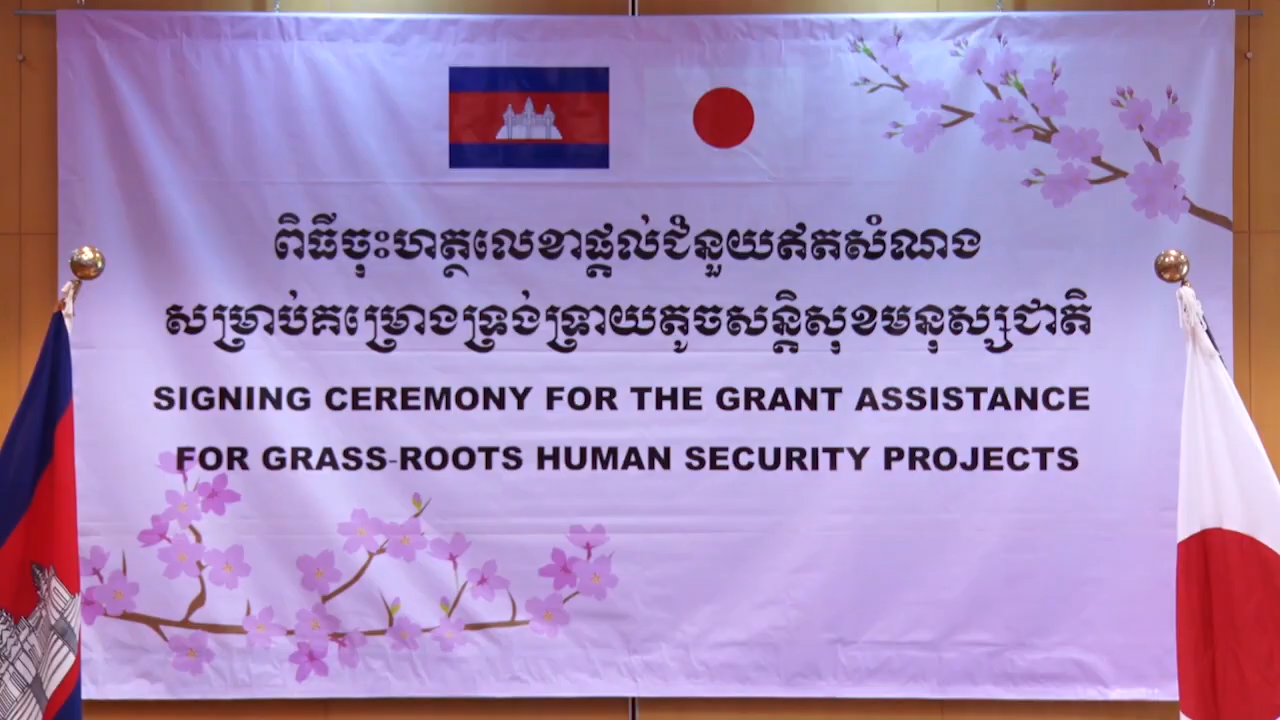 ពិធីចុះហត្ថលេខាផ្តល់ជំនួយឥតសំណង
សម្រាប់គម្រោងទ្រង់ទ្រាយតូចសន្តិសុខមនុស្សជាតិ
SIGNING CEREMONY FOR THE GRANT ASSISTANCE
FOR GRASS-ROOTS HUMAN SECURITY PROJECTS